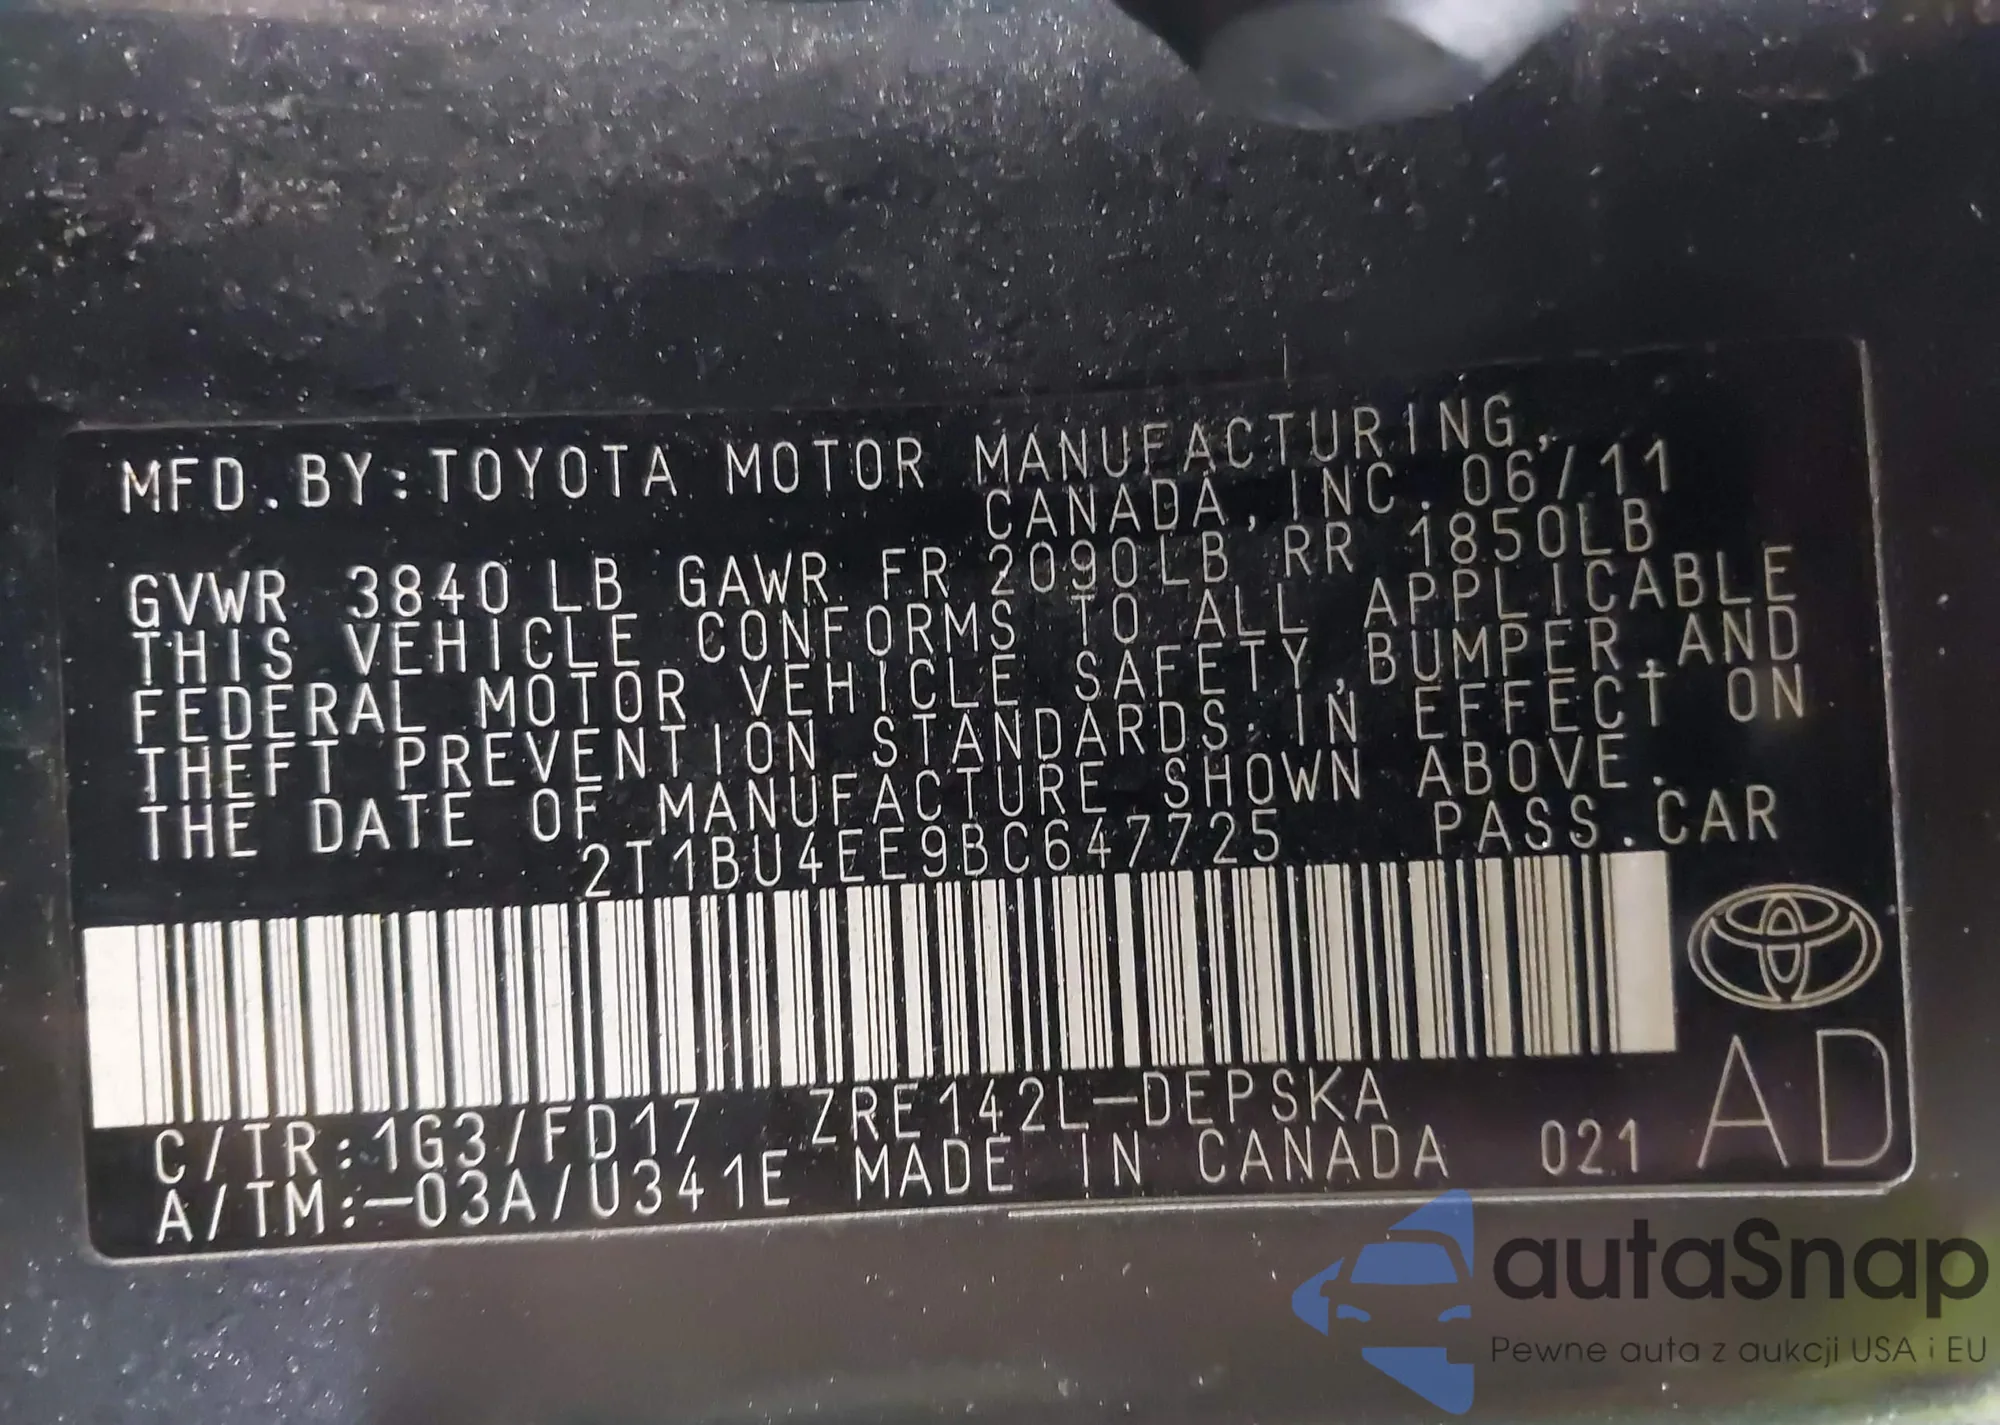 MFD.BY:TOYOTA MOTOR MANUFACTURING,
CANADA, INC. 06/11
GVWR 3840LB GAWR FR 2090LB RR 1850LB
THIS VEHICLE CONFORMS TO ALL APPLICABLE
FEDERAL MOTOR VEHICLE SAFETY,BUMPER,AND
THEFT PREVENTION STANDARDS IN EFFECT ON
THE DATE OF MANUFACTURE SHOWN ABOVE.
2T1BU4EE9BC647725 PASS.CAR
C/TR:1G3/FD17 ZRE142L-DEPSKA
A/TM:-03A/U341E MADE IN CANADA 021 AD
autaSnap
Pewne auta z aukcji USA i EU